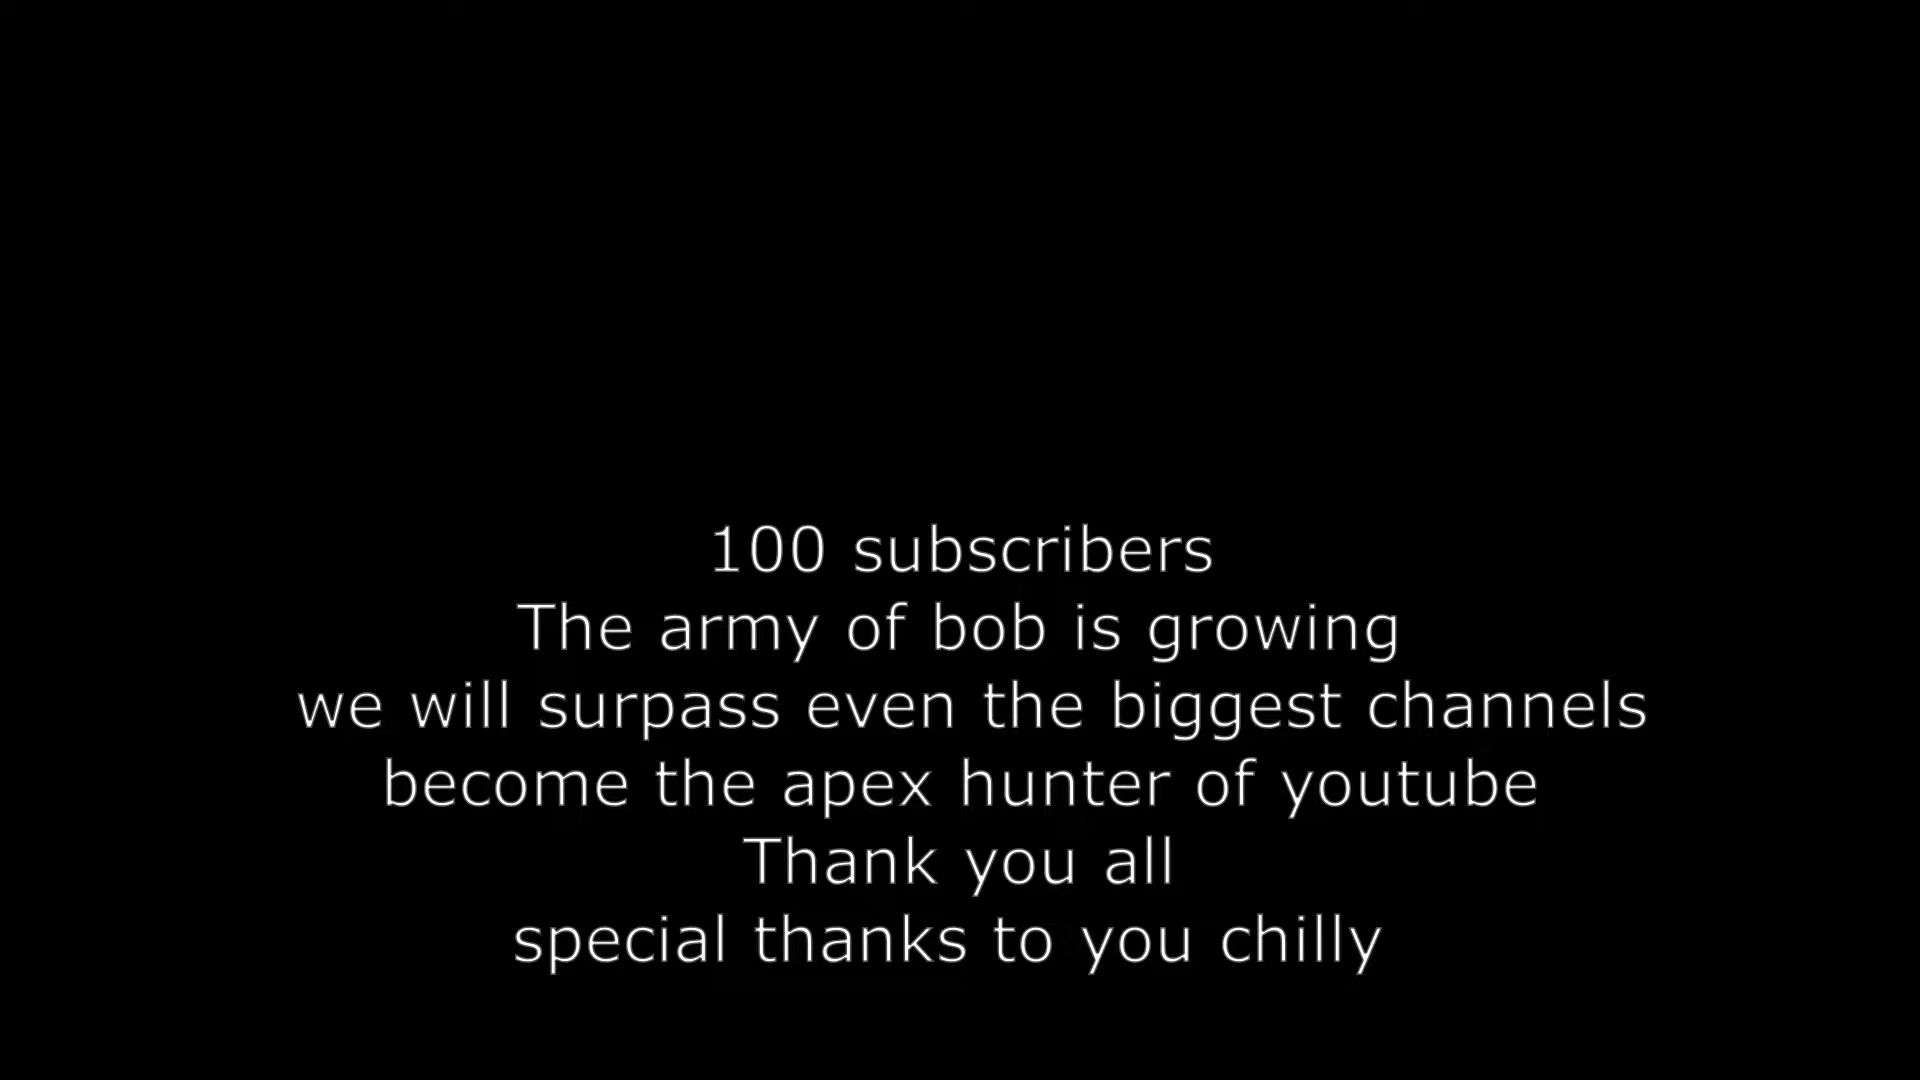 100 subscribers
The army of bob is growing
we will surpass even the biggest channels
become the apex hunter of youtube
Thank you all
special thanks to you chilly